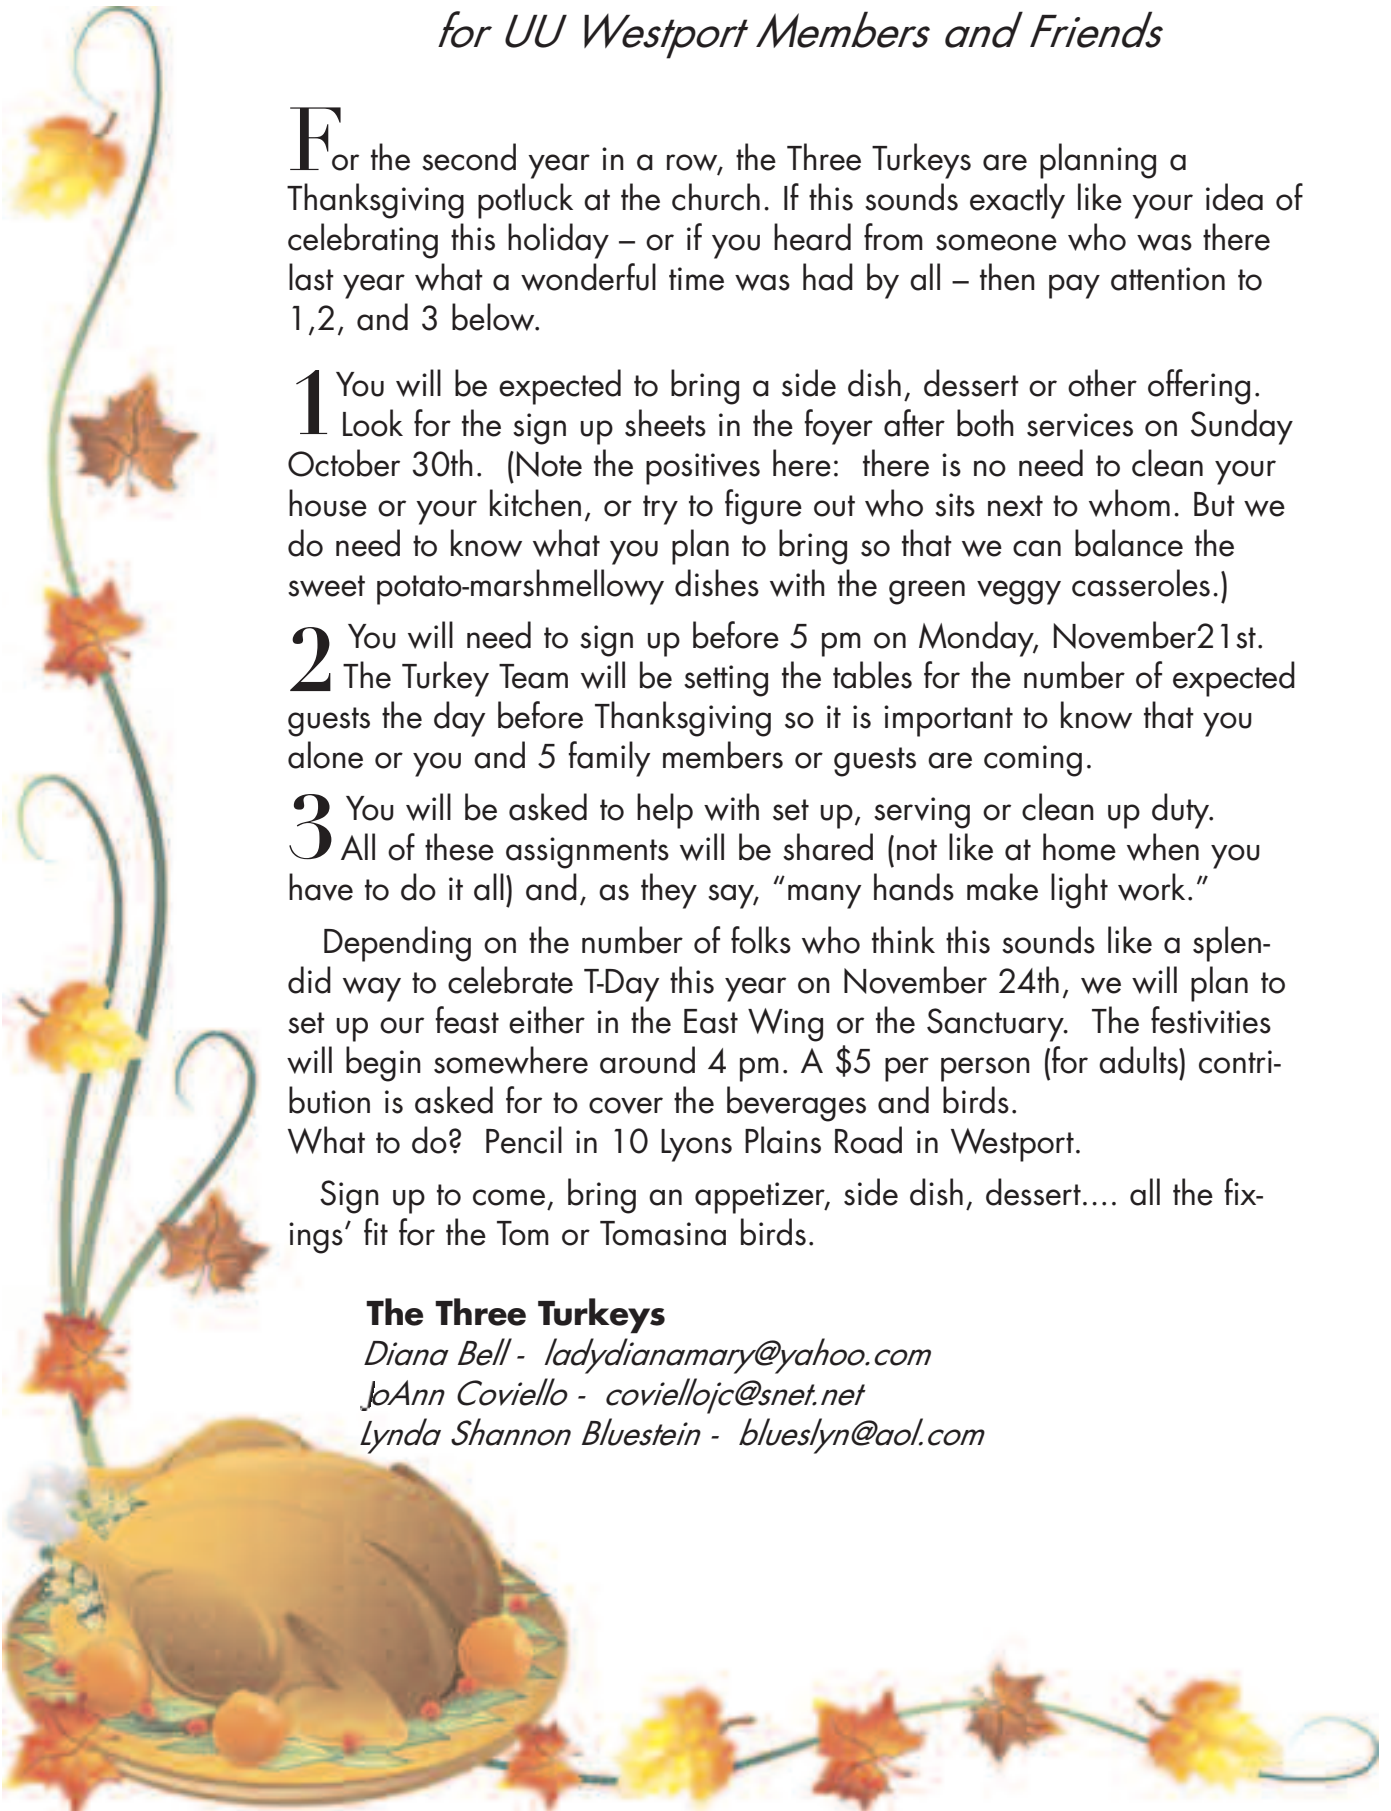 for UU Westport Members and Friends
For the second year in a row, the Three Turkeys are planning a
Thanksgiving potluck at the church. If this sounds exactly like your idea of
celebrating this holiday – or if you heard from someone who was there
last year what a wonderful time was had by all – then pay attention to
1,2, and 3 below.
1 You will be expected to bring a side dish, dessert or other offering.
Look for the sign up sheets in the foyer after both services on Sunday
October 30th. (Note the positives here: there is no need to clean your
house or your kitchen, or try to figure out who sits next to whom. But we
do need to know what you plan to bring so that we can balance the
sweet potato-marshmellowy dishes with the green veggy casseroles.)
2 You will need to sign up before 5 pm on Monday, November21st.
The Turkey Team will be setting the tables for the number of expected
guests the day before Thanksgiving so it is important to know that you
alone or you and 5 family members or guests are coming.
3 You will be asked to help with set up, serving or clean up duty.
All of these assignments will be shared (not like at home when you
have to do it all) and, as they say, “many hands make light work.”
Depending on the number of folks who think this sounds like a splen-
did way to celebrate T-Day this year on November 24th, we will plan to
set up our feast either in the East Wing or the Sanctuary. The festivities
will begin somewhere around 4 pm. A $5 per person (for adults) contri-
bution is asked for to cover the beverages and birds.
What to do? Pencil in 10 Lyons Plains Road in Westport.
Sign up to come, bring an appetizer, side dish, dessert.... all the fix-
ings’ fit for the Tom or Tomasina birds.
The Three Turkeys
Diana Bell - ladydianamary@yahoo.com
JoAnn Coviello - coviellojc@snet.net
Lynda Shannon Bluestein - blueslyn@aol.com